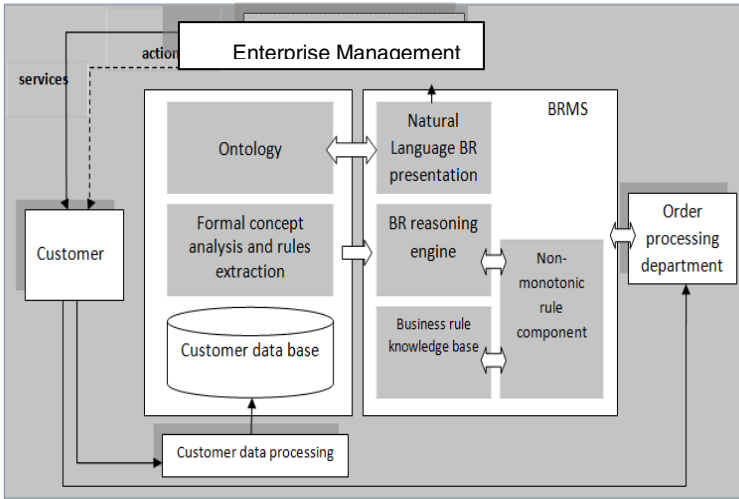 Enterprise Management
action
services
Ontology
Natural
Language BR
presentation
BRMS
Formal concept
analysis and rules
extraction
BR reasoning
engine
Non-
monotonic
rule
component
Order
processing
department
Customer
Customer data base
Business rule
knowledge base
Customer data processing